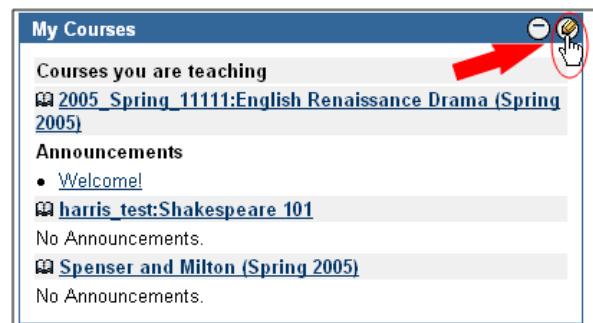 My Courses
Courses you are teaching
2005_Spring_11111:English Renaissance Drama (Spring
2005)
Announcements
• Welcome!
harris_test:Shakespeare 101
No Announcements.
Spenser and Milton (Spring 2005)
No Announcements.